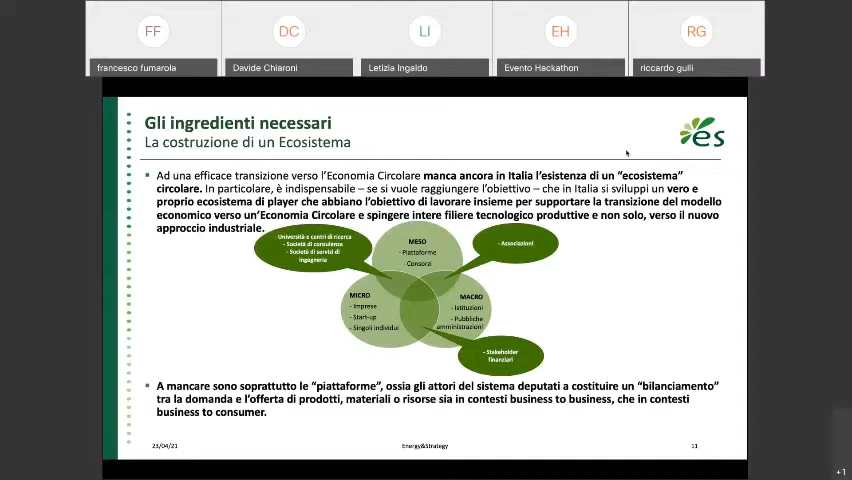 FF
DC
LI
EH
RG
francesco fumarola
Davide Chiaroni
Letizia Ingaldo
Evento Hackathon
riccardo gulli
Gli ingredienti necessari
La costruzione di un Ecosistema
es
▪ Ad una efficace transizione verso l'Economia Circolare manca ancora in Italia l'esistenza di un "ecosistema"
circolare. In particolare, è indispensabile – se si vuole raggiungere l'obiettivo – che in Italia si sviluppi un vero e
proprio ecosistema di player che abbiano l'obiettivo di lavorare insieme per supportare la transizione del modello
economico verso un'Economia Circolare e spingere intere filiere tecnologico produttive e non solo, verso il nuovo
approccio industriale.
- Università e centri di ricerca
- Società di consulenza
- Società di servizi di
ingegneria
MESO
- Piattaforme
- Consorzi
- Associazioni
MICRO
- Imprese
- Start-up
- Singoli individui
MACRO
- Istituzioni
- Pubbliche
amministrazioni
- Stakeholder
finanziari
▪ A mancare sono soprattutto le "piattaforme", ossia gli attori del sistema deputati a costituire un "bilanciamento"
tra la domanda e l'offerta di prodotti, materiali o risorse sia in contesti business to business, che in contesti
business to consumer.
23/04/21
Energy&Strategy
11
+1